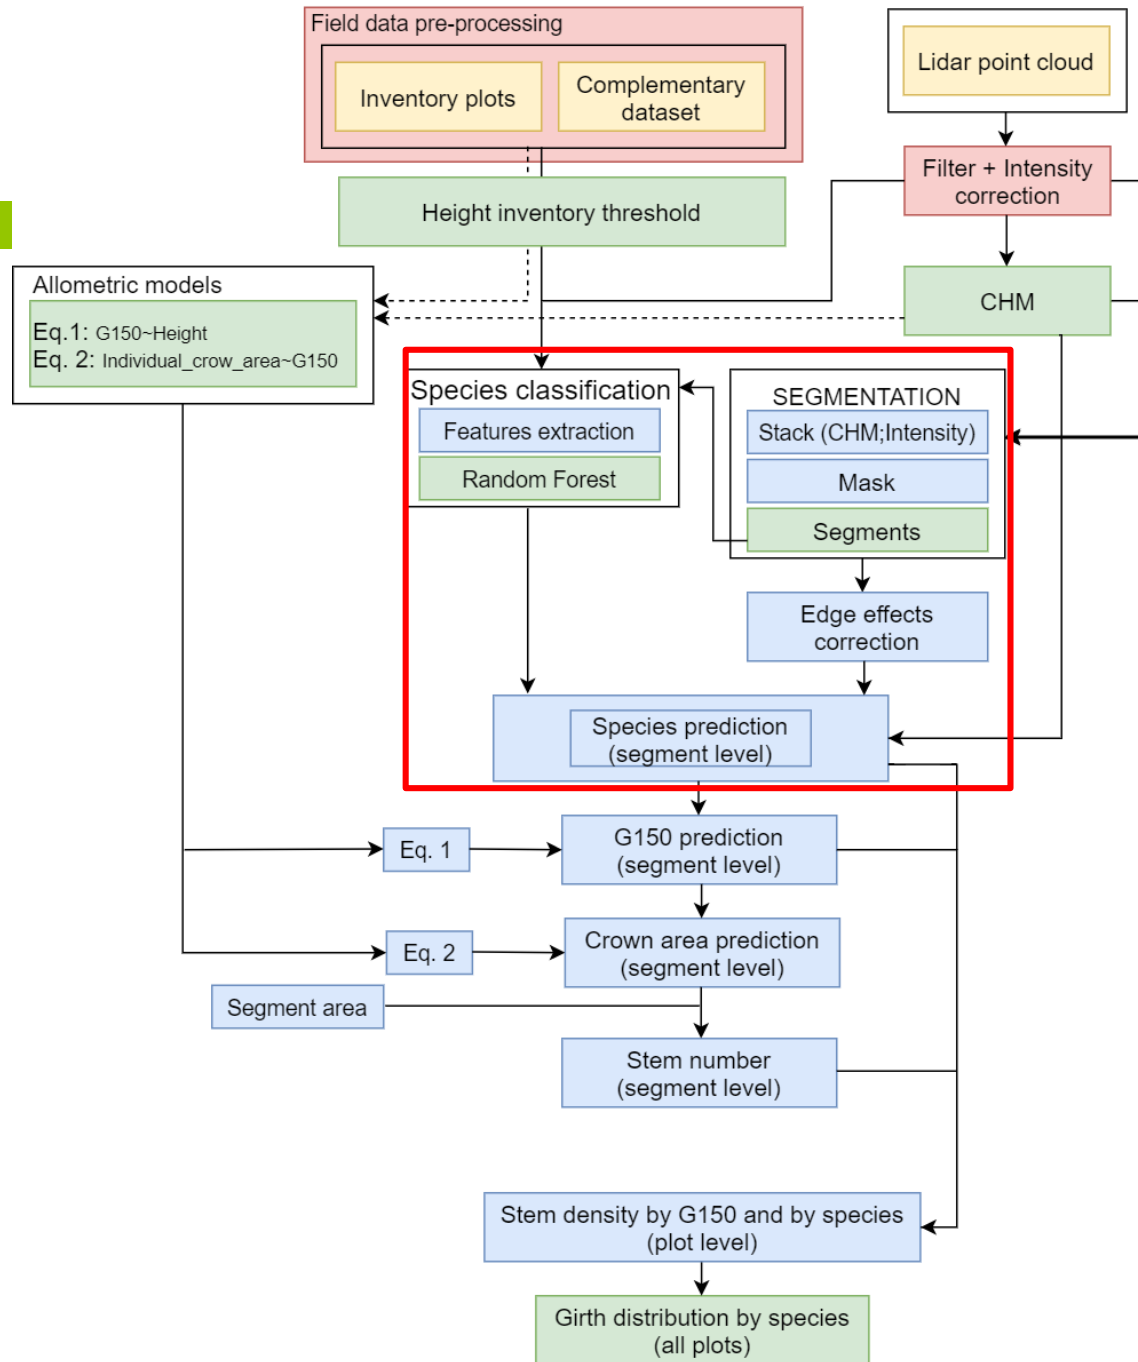 Field data pre-processing
Inventory plots
Complementary
dataset
Lidar point cloud
Filter + Intensity
correction
Height inventory threshold
Allometric models
Eq.1: G150~Height
Eq. 2: Individual_crow_area~G150
CHM
Species classification
Features extraction
Random Forest
SEGMENTATION
Stack (CHM;Intensity)
Mask
Segments
Edge effects
correction
Species prediction
(segment level)
Eq. 1
G150 prediction
(segment level)
Eq. 2
Crown area prediction
(segment level)
Segment area
Stem number
(segment level)
Stem density by G150 and by species
(plot level)
Girth distribution by species
(all plots)